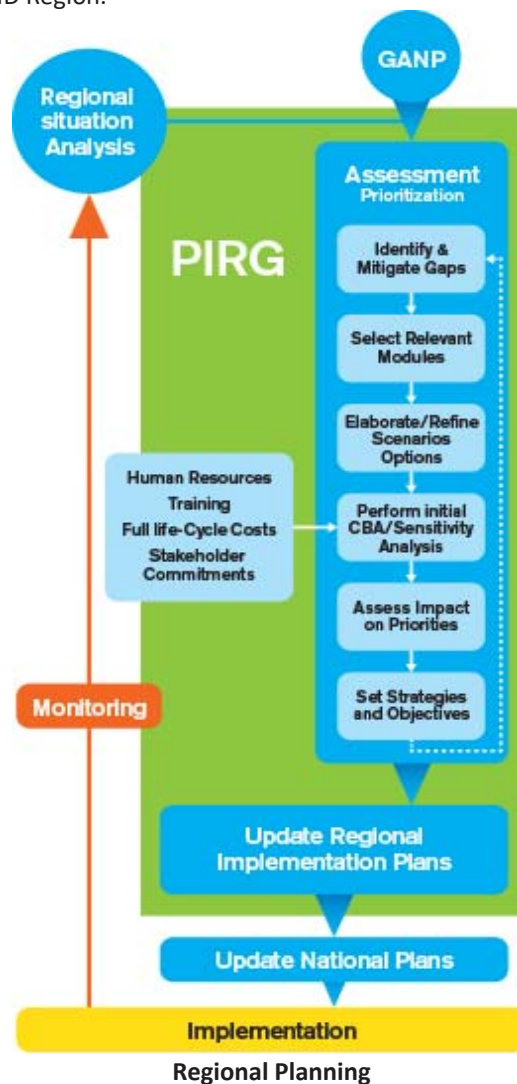 MID Region.
GANP
Regional
situation
Analysis
Assessment
Prioritization
PIRG
Identify &
Mitigate Gaps
Select Relevant
Modules
Elaborate/Refine
Scenarios
Options
Human Resources
Training
Full life-Cycle Costs
Stakeholder
Commitments
Perform initial
CBA/Sensitivity
Analysis
Assess Impact
on Priorities
Set Strategies
and Objectives
Monitoring
Update Regional
Implementation Plans
Update National Plans
Implementation
Regional Planning